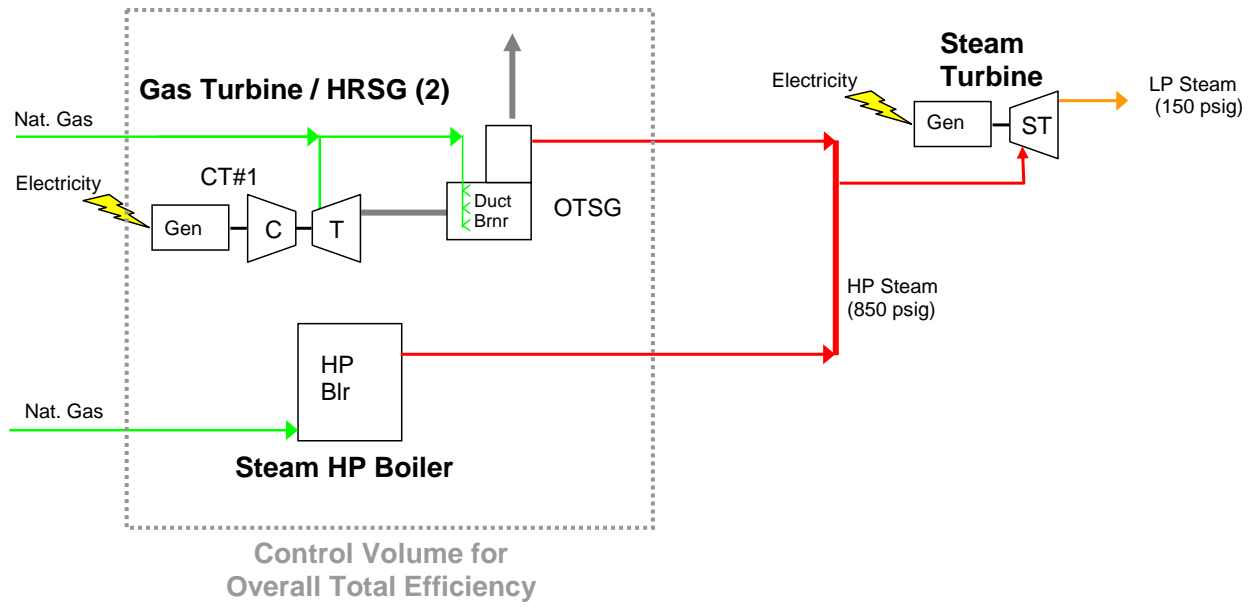 Gas Turbine / HRSG (2)
Nat. Gas
Electricity
CT#1
Gen
C
T
Duct
Brnr
OTSG
HP
Blr
Nat. Gas
Steam HP Boiler
Control Volume for
Overall Total Efficiency
Steam
Turbine
Electricity
Gen
ST
LP Steam
(150 psig)
HP Steam
(850 psig)